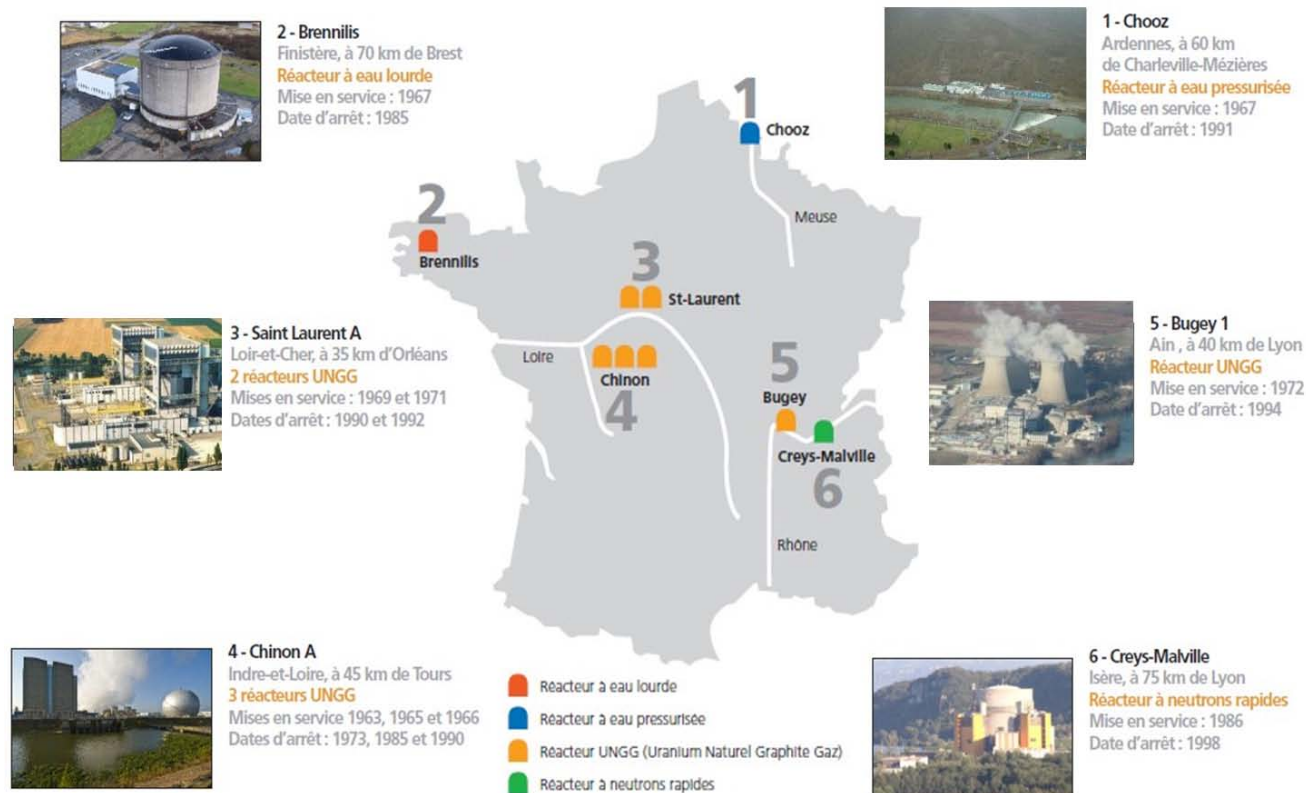 2 - Brennilis
Finistère, à 70 km de Brest
Réacteur à eau lourde
Mise en service : 1967
Date d'arrêt : 1985
1 - Chooz
Ardennes, à 60 km
de Charleville-Mézières
Réacteur à eau pressurisée
Mise en service : 1967
Date d'arrêt : 1991
1
Chooz
Meuse
2
Brennilis
3
St-Laurent
Loire
Chinon
4
5
Bugey
Creys-Malville
6
Rhône
3 - Saint Laurent A
Loir-et-Cher, à 35 km d'Orléans
2 réacteurs UNGG
Mises en service : 1969 et 1971
Dates d'arrêt : 1990 et 1992
5 - Bugey 1
Ain , à 40 km de Lyon
Réacteur UNGG
Mise en service : 1972
Date d'arrêt : 1994
4 - Chinon A
Indre-et-Loire, à 45 km de Tours
3 réacteurs UNGG
Mises en service 1963, 1965 et 1966
Dates d'arrêt : 1973, 1985 et 1990
Réacteur à eau lourde
Réacteur à eau pressurisée
Réacteur UNGG (Uranium Naturel Graphite Gaz)
Réacteur à neutrons rapides
6 - Creys-Malville
Isère, à 75 km de Lyon
Réacteur à neutrons rapides
Mise en service : 1986
Date d'arrêt : 1998